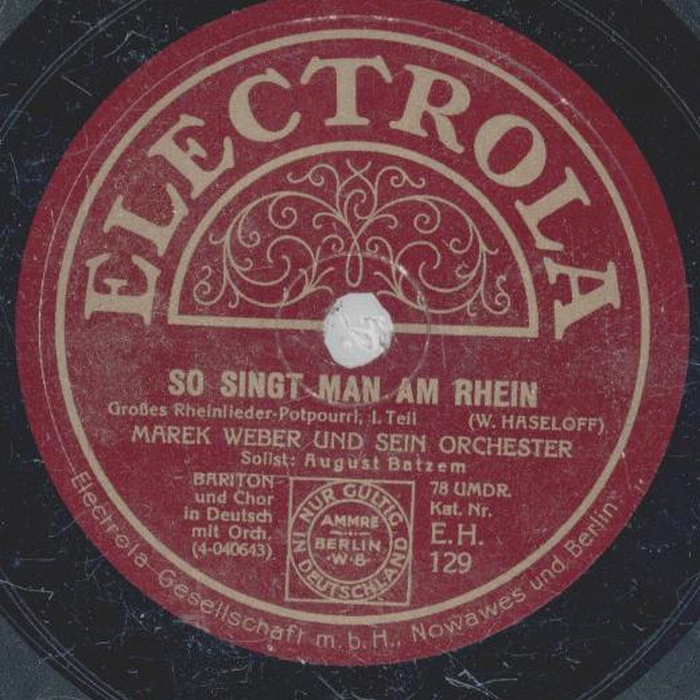 ELECTROLA
SO SINGT MAN AM RHEIN
Großes Rheinlieder-Potpourri, I. Teil (W. HASELOFF)
MAREK WEBER UND SEIN ORCHESTER
Solist: August Batzem
BARITON
und Chor
in Deutsch
mit Orch.
(4-040643)
NUR GÜLTIG
IN DEUTSCHLAND
AMMRE
BERLIN
·W·8·
78 UMDR.
Kat. Nr.
E.H.
129
Electrola Gesellschaft m.b.H., Nowawes und Berlin